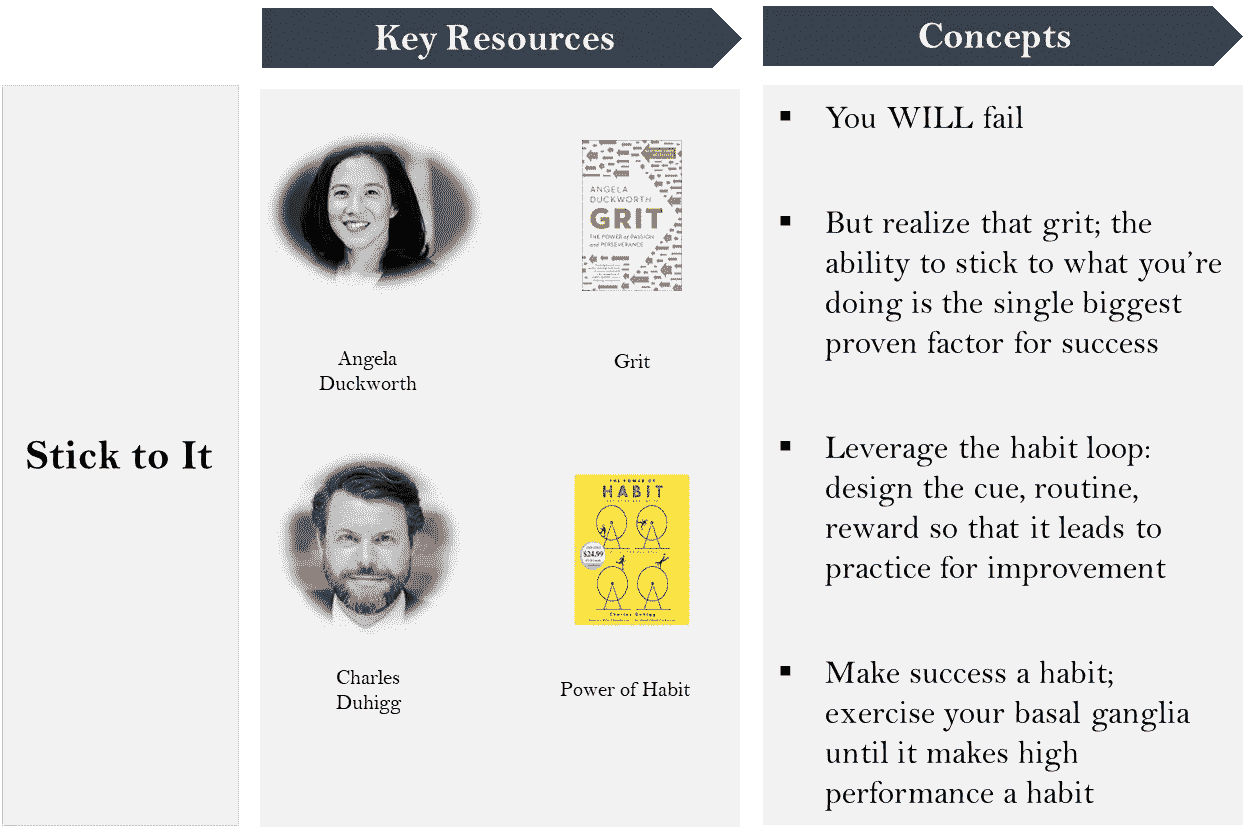 Key Resources
Concepts
Stick to It
ANGELA
DUCKWORTH
GRIT
THE POWER of PASSION
and PERSEVERANCE
Angela
Duckworth
Grit
THE POWER OF
HABIT
$24.99
Charles Duhigg
Charles
Duhigg
Power of Habit
▪ You WILL fail
▪ But realize that grit; the
ability to stick to what you’re
doing is the single biggest
proven factor for success
▪ Leverage the habit loop:
design the cue, routine,
reward so that it leads to
practice for improvement
▪ Make success a habit;
exercise your basal ganglia
until it makes high
performance a habit